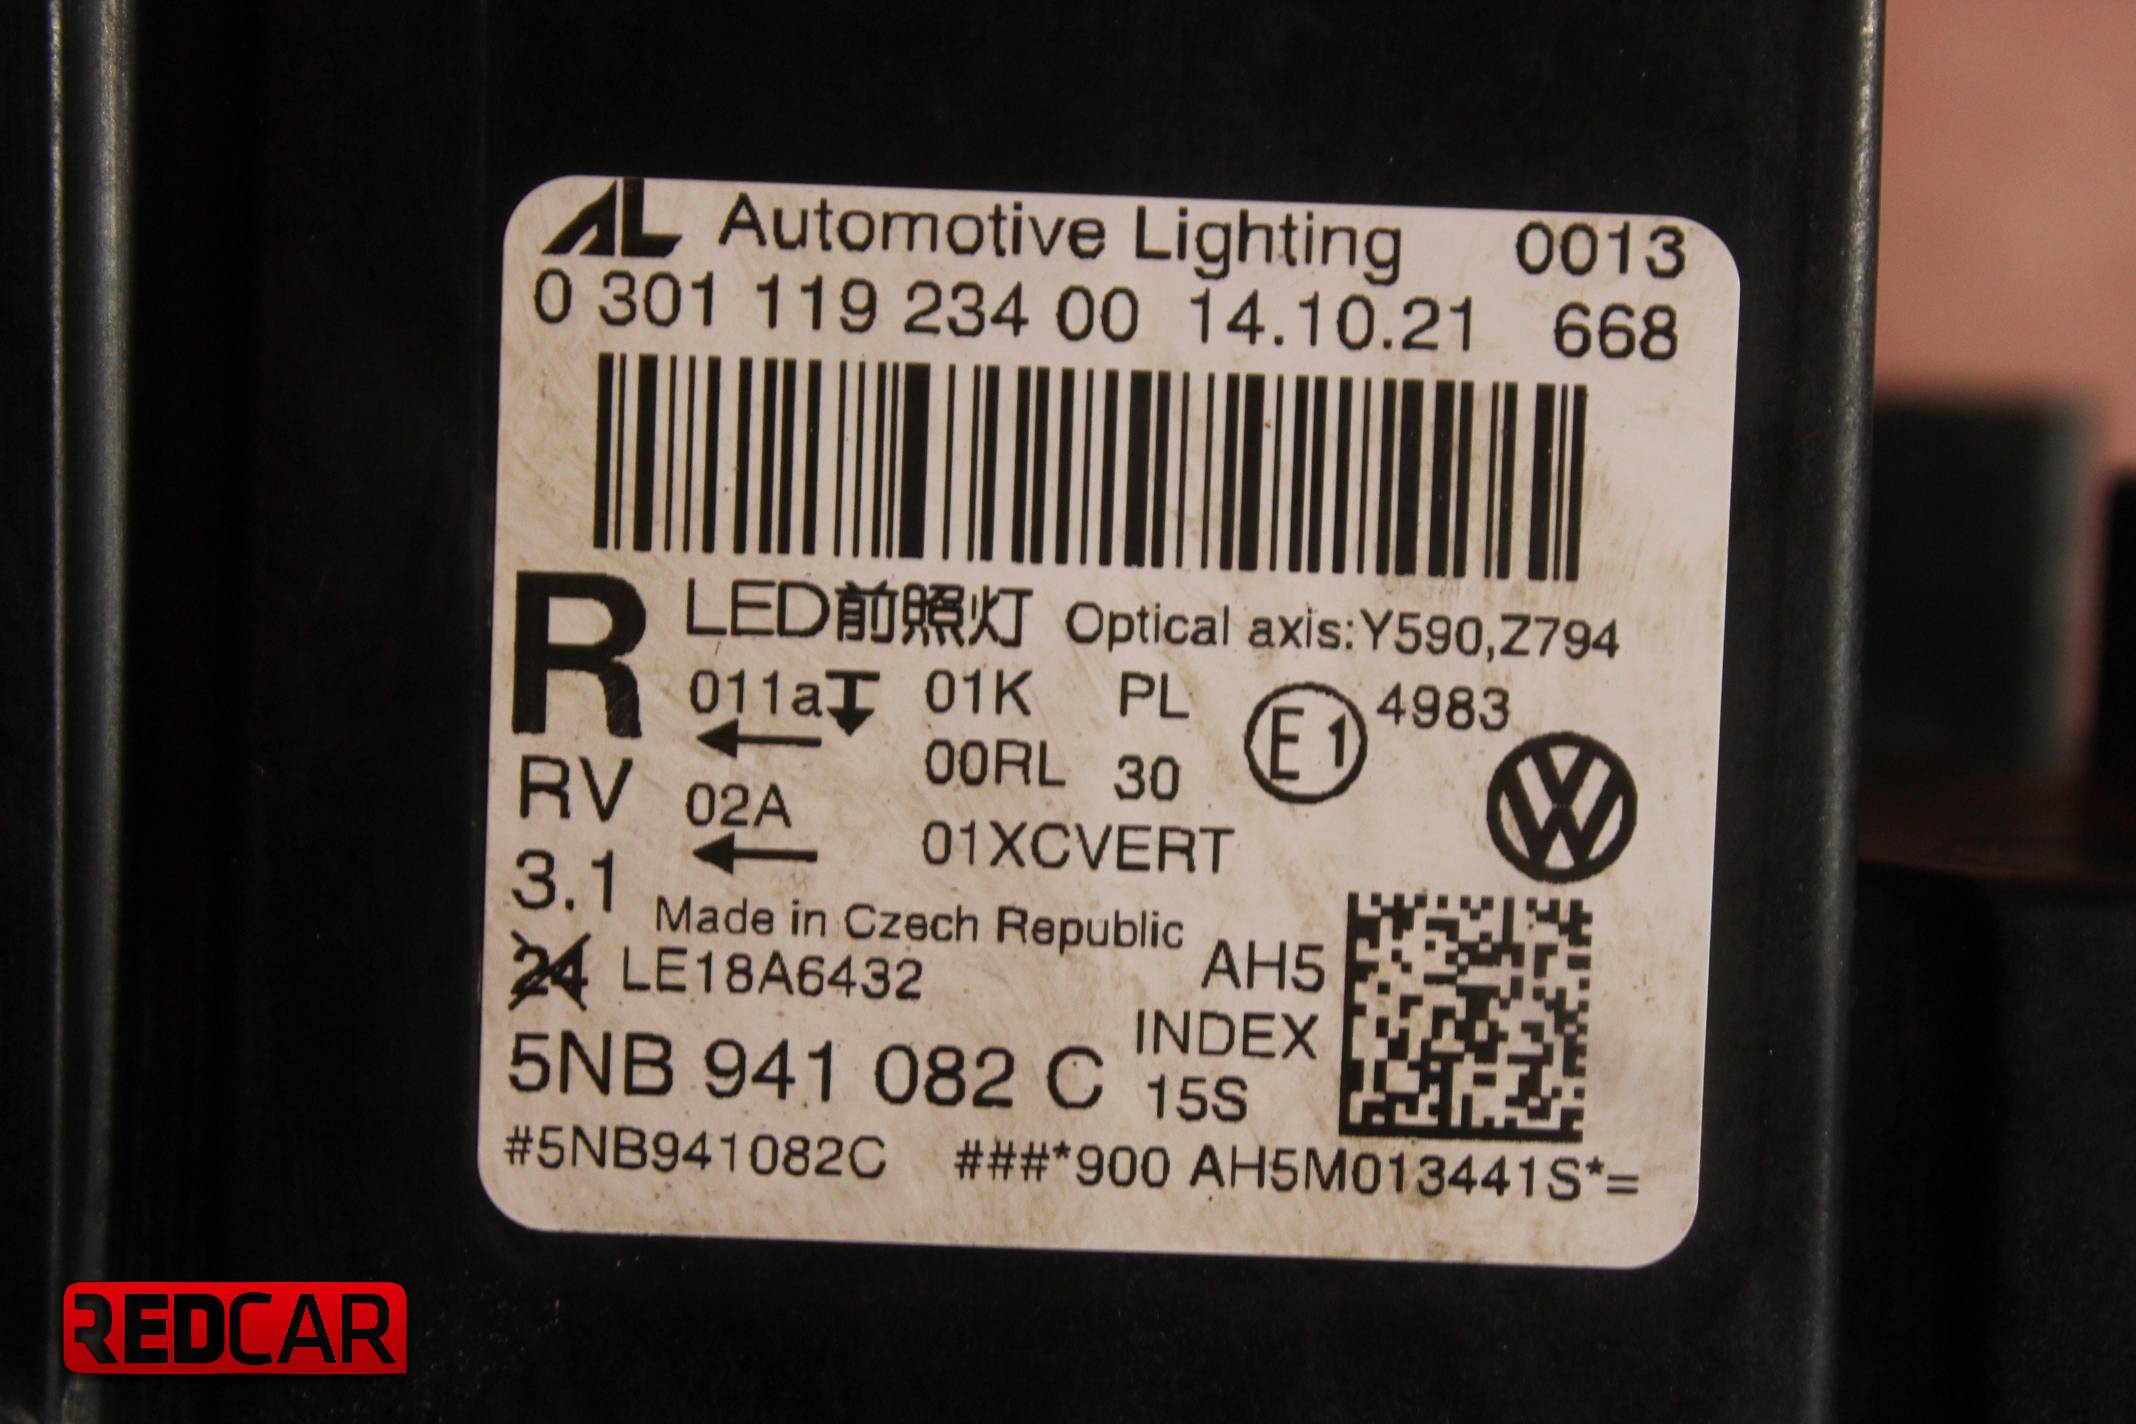 AL Automotive Lighting 0013
0 301 119 234 00 14.10.21 668
R LED前照灯 Optical axis:Y590,Z794
011a 01K PL E1 4983
RV 02A 00RL 30
3.1 01XCVERT
Made in Czech Republic
24 LE18A6432 AH5
5NB 941 082 C INDEX
15S
#5NB941082C ###*900 AH5M013441S*=
REDCAR